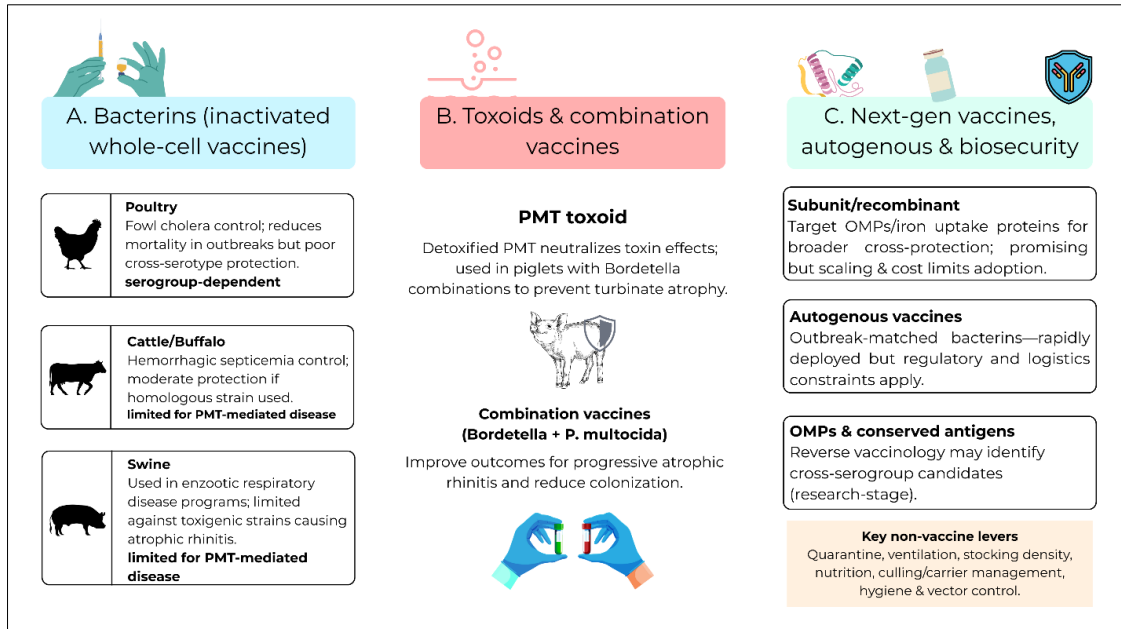 A. Bacterins (inactivated
whole-cell vaccines)
Poultry
Fowl cholera control; reduces
mortality in outbreaks but poor
cross-serotype protection.
serogroup-dependent
Cattle/Buffalo
Hemorrhagic septicemia control;
moderate protection if
homologous strain used.
limited for PMT-mediated disease
Swine
Used in enzootic respiratory
disease programs; limited
against toxigenic strains causing
atrophic rhinitis.
limited for PMT-mediated
disease
B. Toxoids & combination
vaccines
PMT toxoid
Detoxified PMT neutralizes toxin effects;
used in piglets with Bordetella
combinations to prevent turbinate atrophy.
Combination vaccines
(Bordetella + P. multocida)
Improve outcomes for progressive atrophic
rhinitis and reduce colonization.
C. Next-gen vaccines,
autogenous & biosecurity
Subunit/recombinant
Target OMPs/iron uptake proteins for
broader cross-protection; promising
but scaling & cost limits adoption.
Autogenous vaccines
Outbreak-matched bacterins—rapidly
deployed but regulatory and logistics
constraints apply.
OMPs & conserved antigens
Reverse vaccinology may identify
cross-serogroup candidates
(research-stage).
Key non-vaccine levers
Quarantine, ventilation, stocking density,
nutrition, culling/carrier management,
hygiene & vector control.